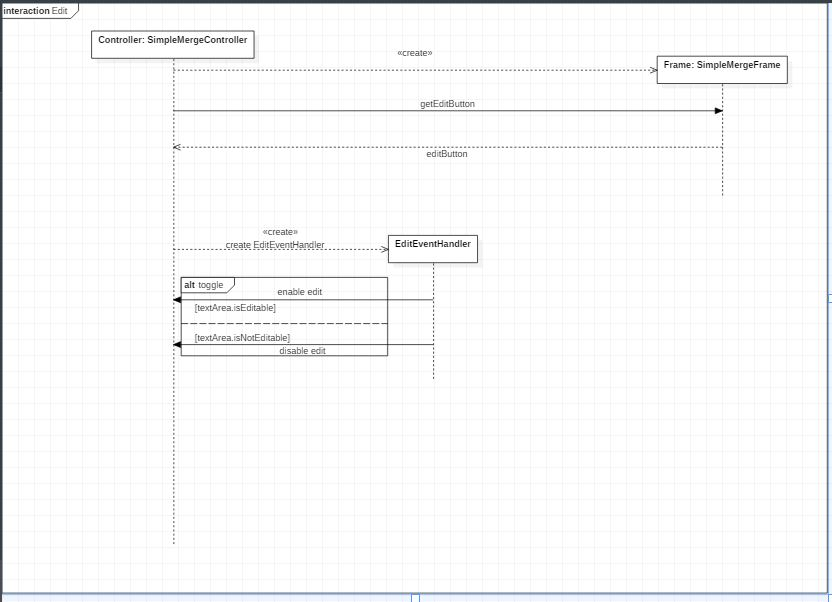 interaction Edit
Controller: SimpleMergeController
«create»
Frame: SimpleMergeFrame
getEditButton
editButton
«create»
create EditEventHandler
EditEventHandler
alt toggle
enable edit
[textArea.isEditable]
[textArea.isNotEditable]
disable edit